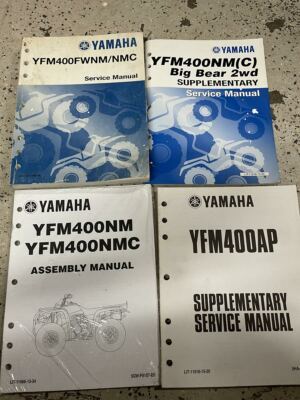 YAMAHA
YFM400FWNM/NMC
Service Manual
YAMAHA
YFM400NM(C)
Big Bear 2wd
SUPPLEMENTARY
Service Manual
YAMAHA
YFM400NM
YFM400NMC
ASSEMBLY MANUAL
YAMAHA
YFM400AP
SUPPLEMENTARY
SERVICE MANUAL